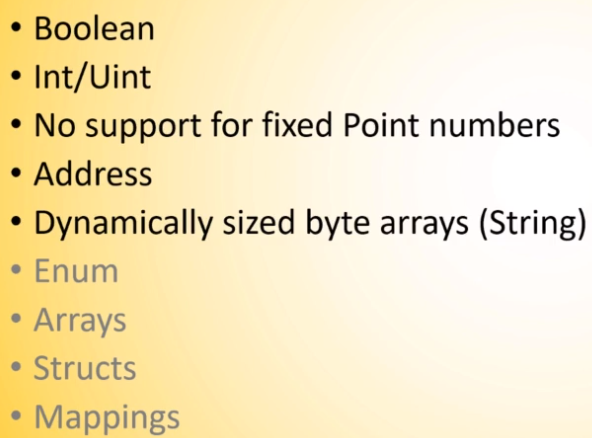 • Boolean
• Int/Uint
• No support for fixed Point numbers
• Address
• Dynamically sized byte arrays (String)
• Enum
• Arrays
• Structs
• Mappings